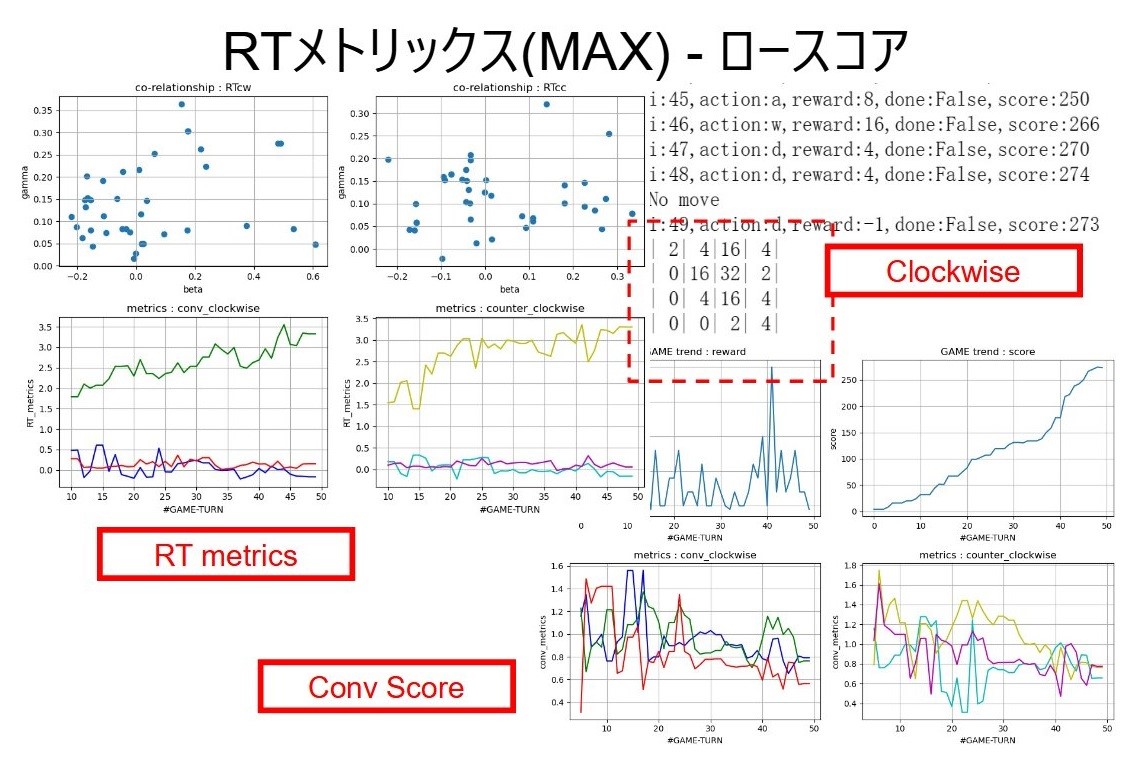 RTメトリックス(MAX) - ロースコア
co-relationship : RTcw
gamma
0.35
0.30
0.25
0.20
0.15
0.10
0.05
0.00
−0.2 0.0 0.2 0.4 0.6
beta
co-relationship : RTcc
gamma
0.35
0.30
0.25
0.20
0.15
0.10
0.05
0.00
−0.2 −0.1 0.0 0.1 0.2 0.3
beta
i:45,action:a,reward:8,done:False,score:250
i:46,action:w,reward:16,done:False,score:266
i:47,action:d,reward:4,done:False,score:270
i:48,action:d,reward:4,done:False,score:274
No move
i:49,action:d,reward:-1,done:False,score:273
| 2| 4|16| 4|
| 0|16|32| 2|
| 0| 4|16| 4|
| 0| 0| 2| 4|
Clockwise
metrics : conv_clockwise
RT_metrics
3.5
3.0
2.5
2.0
1.5
1.0
0.5
0.0
10 15 20 25 30 35 40 45 50
#GAME-TURN
metrics : counter_clockwise
RT_metrics
3.5
3.0
2.5
2.0
1.5
1.0
0.5
0.0
10 15 20 25 30 35 40 45 50
#GAME-TURN
0 10
AME trend : reward
20 30 40 50
#GAME-TURN
GAME trend : score
score
250
200
150
100
50
0
0 10 20 30 40 50
#GAME-TURN
RT metrics
Conv Score
metrics : conv_clockwise
conv_metrics
1.6
1.4
1.2
1.0
0.8
0.6
0.4
10 20 30 40 50
#GAME-TURN
metrics : counter_clockwise
conv_metrics
1.8
1.6
1.4
1.2
1.0
0.8
0.6
0.4
10 20 30 40 50
#GAME-TURN